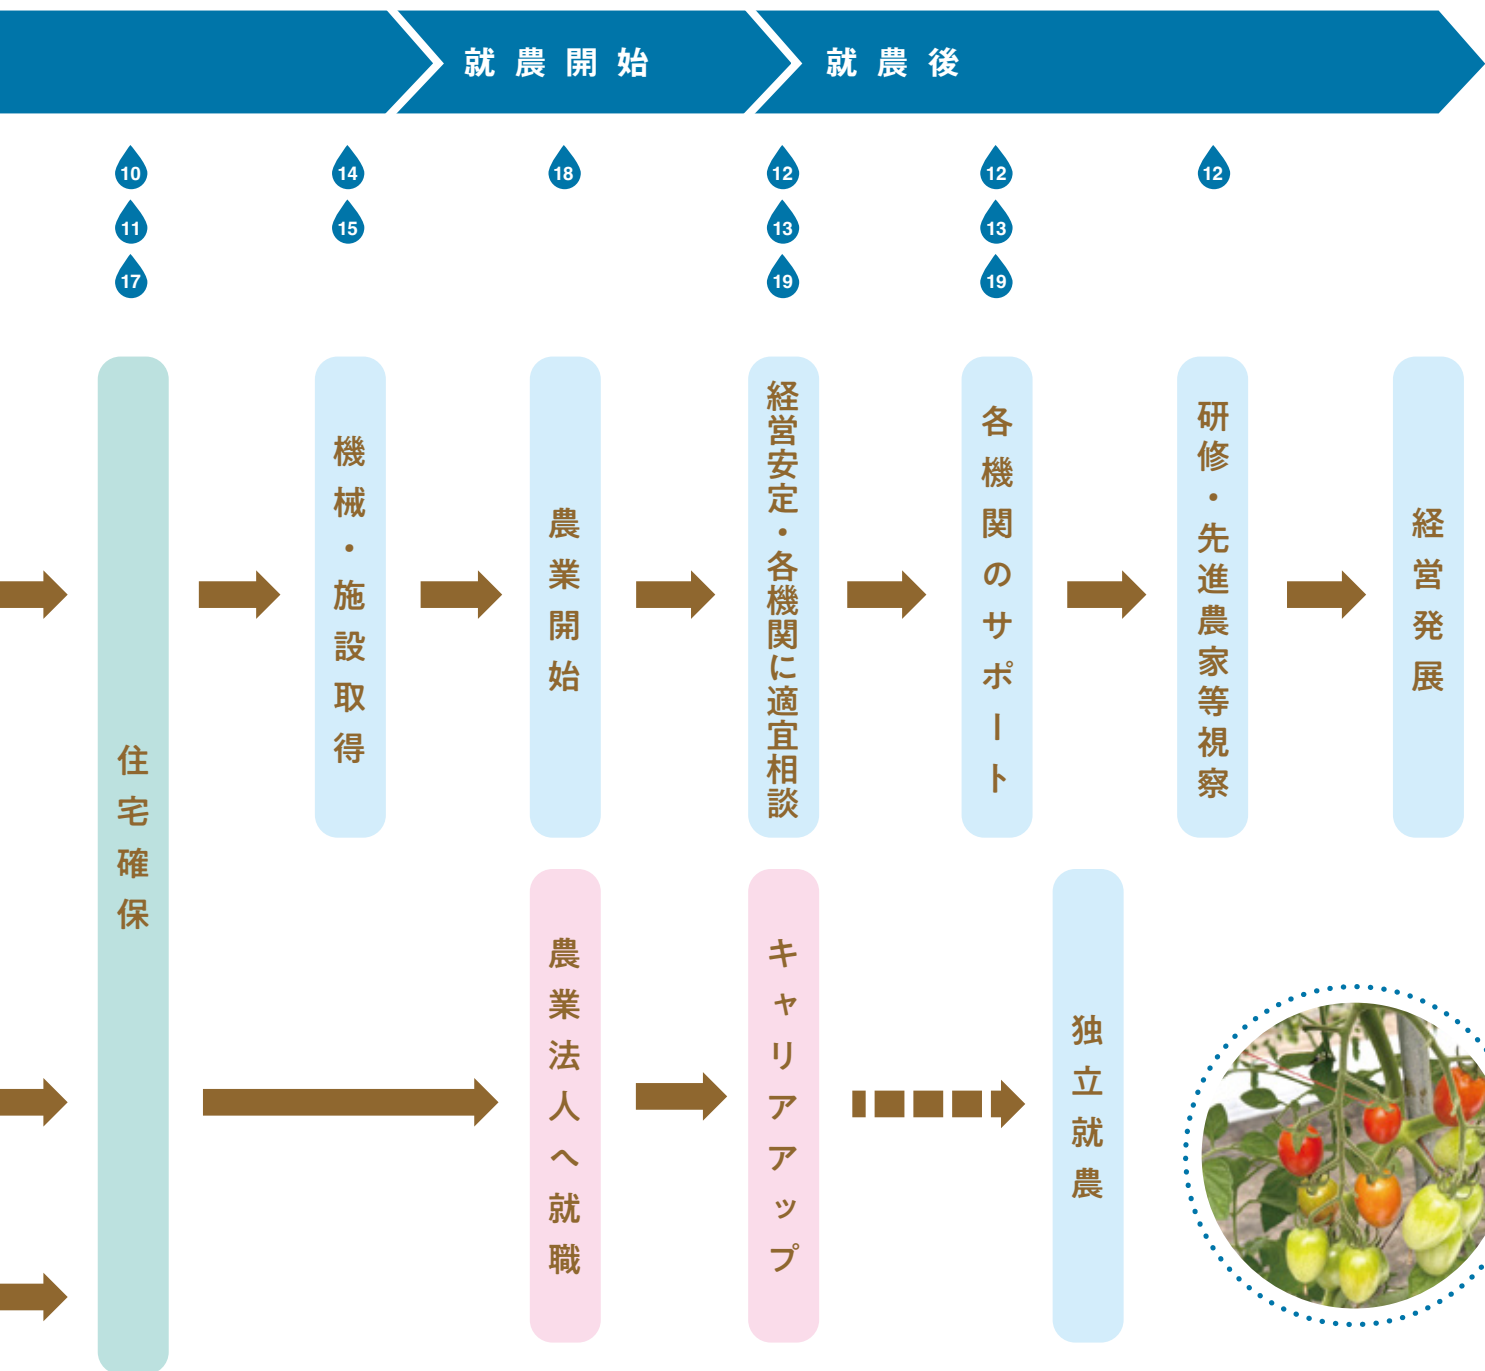 就農開始
就農後
10
14
18
12
12
12
11
15
13
13
17
19
19
住宅確保
機械・施設取得
農業開始
経営安定・各機関に適宜相談
各機関のサポート
研修・先進農家等視察
経営発展
農業法人へ就職
キャリアアップ
独立就農